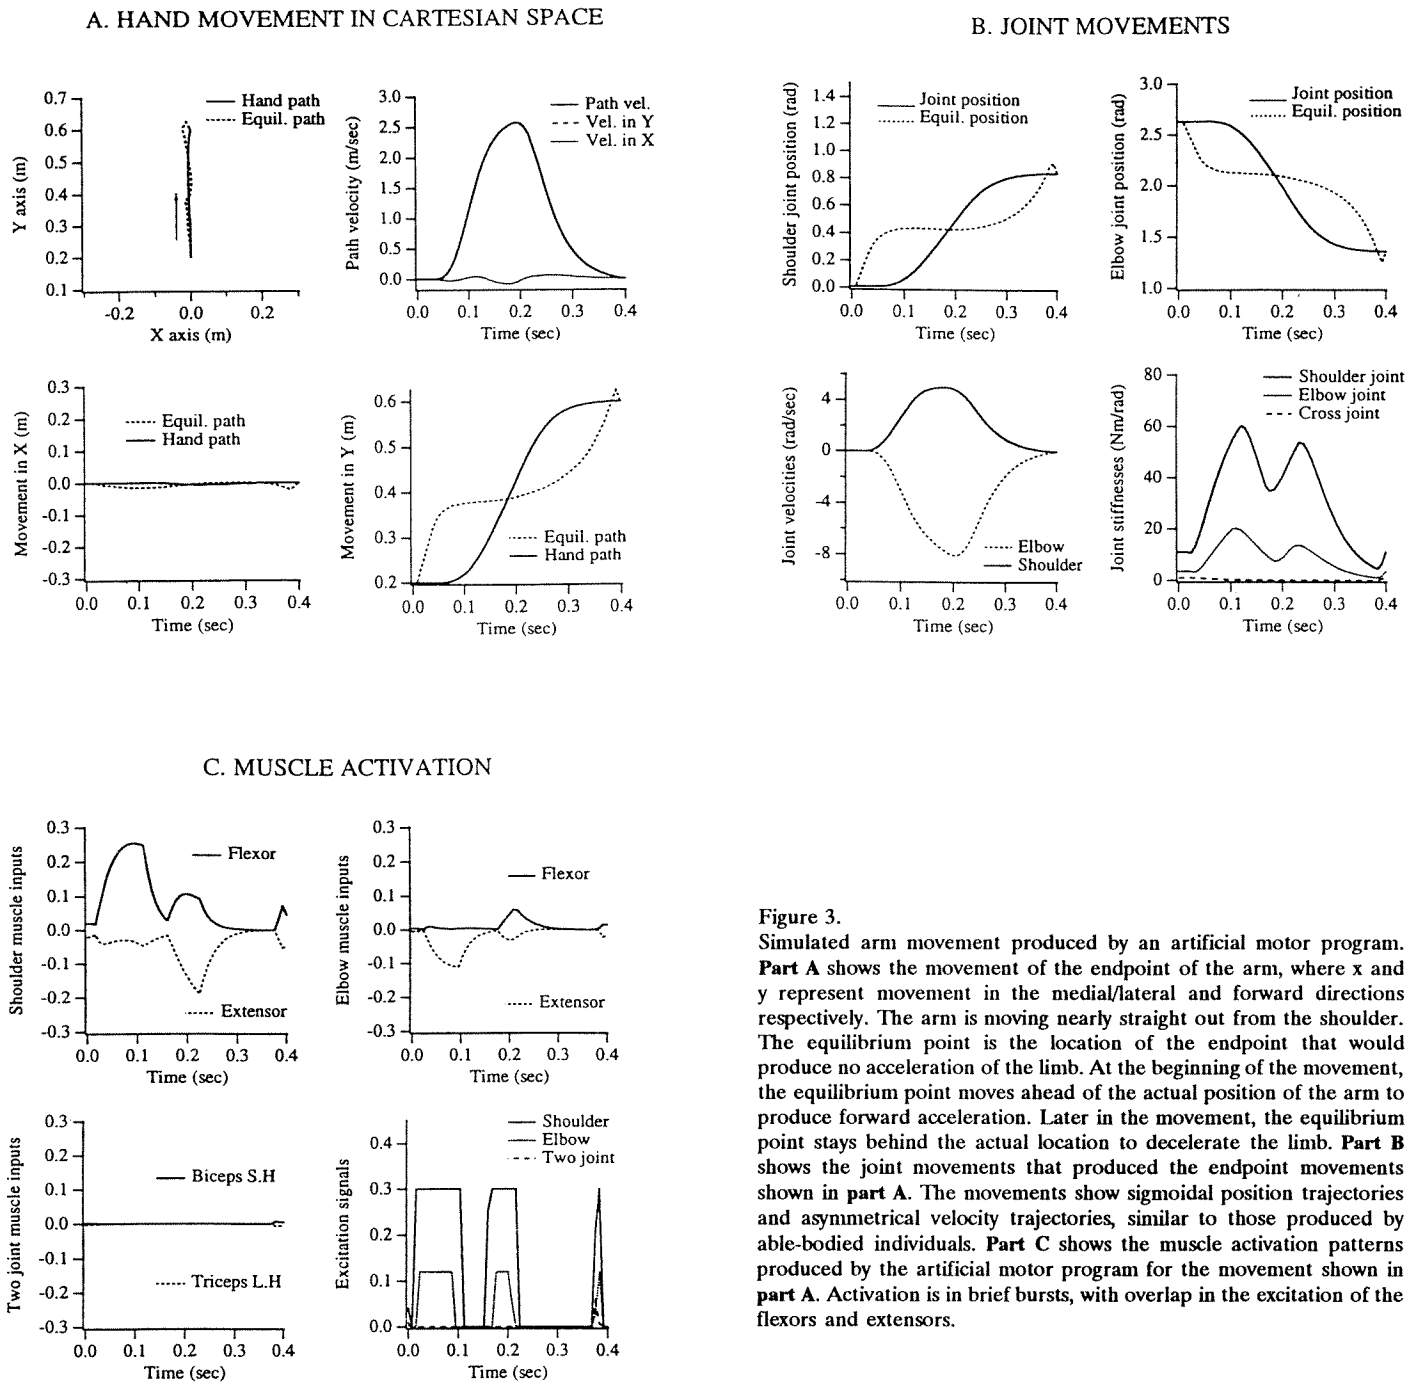 A. HAND MOVEMENT IN CARTESIAN SPACE
0.7
0.6
0.5
0.4
0.3
0.2
0.1
Y axis (m)
Hand path
Equil. path
-0.2
0.0
0.2
X axis (m)
3.0
2.5
2.0
1.5
1.0
0.5
0.0
Path velocity (m/sec)
Path vel.
Vel. in Y
Vel. in X
0.0
0.1
0.2
0.3
0.4
Time (sec)
0.3
0.2
0.1
0.0
-0.1
-0.2
-0.3
Movement in X (m)
Equil. path
Hand path
0.0
0.1
0.2
0.3
0.4
Time (sec)
0.6
0.5
0.4
0.3
0.2
Movement in Y (m)
Equil. path
Hand path
0.0
0.1
0.2
0.3
0.4
Time (sec)
B. JOINT MOVEMENTS
1.4
1.2
1.0
0.8
0.6
0.4
0.2
0.0
Shoulder joint position (rad)
Joint position
Equil. position
0.0
0.1
0.2
0.3
0.4
Time (sec)
3.0
2.5
2.0
1.5
1.0
Elbow joint position (rad)
Joint position
Equil. position
0.0
0.1
0.2
0.3
0.4
Time (sec)
4
0
-4
-8
Joint velocities (rad/sec)
Elbow
Shoulder
0.0
0.1
0.2
0.3
0.4
Time (sec)
80
60
40
20
0
Joint stiffnesses (Nm/rad)
Shoulder joint
Elbow joint
Cross joint
0.0
0.1
0.2
0.3
0.4
Time (sec)
C. MUSCLE ACTIVATION
0.3
0.2
0.1
0.0
-0.1
-0.2
-0.3
Shoulder muscle inputs
Flexor
Extensor
0.0
0.1
0.2
0.3
0.4
Time (sec)
0.3
0.2
0.1
0.0
-0.1
-0.2
-0.3
Elbow muscle inputs
Flexor
Extensor
0.0
0.1
0.2
0.3
0.4
Time (sec)
0.3
0.2
0.1
0.0
-0.1
-0.2
-0.3
Two joint muscle inputs
Biceps S.H
Triceps L.H
0.0
0.1
0.2
0.3
0.4
Time (sec)
0.4
0.3
0.2
0.1
0.0
Excitation signals
Shoulder
Elbow
Two joint
0.0
0.1
0.2
0.3
0.4
Time (sec)
Figure 3.
Simulated arm movement produced by an artificial motor program.
Part A shows the movement of the endpoint of the arm, where x and
y represent movement in the medial/lateral and forward directions
respectively. The arm is moving nearly straight out from the shoulder.
The equilibrium point is the location of the endpoint that would
produce no acceleration of the limb. At the beginning of the movement,
the equilibrium point moves ahead of the actual position of the arm to
produce forward acceleration. Later in the movement, the equilibrium
point stays behind the actual location to decelerate the limb. Part B
shows the joint movements that produced the endpoint movements
shown in part A. The movements show sigmoidal position trajectories
and asymmetrical velocity trajectories, similar to those produced by
able-bodied individuals. Part C shows the muscle activation patterns
produced by the artificial motor program for the movement shown in
part A. Activation is in brief bursts, with overlap in the excitation of the
flexors and extensors.